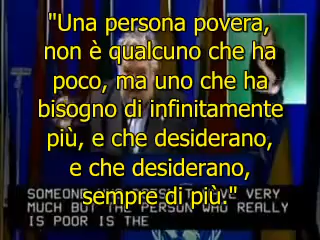 "Una persona povera,
non è qualcuno che ha
poco, ma uno che ha
bisogno di infinitamente
più, e che desiderano,
e che desiderano,
sempre di più."
SOMEONE VERY
MUCH BUT THE PERSON WHO REALLY
IS POOR IS THE